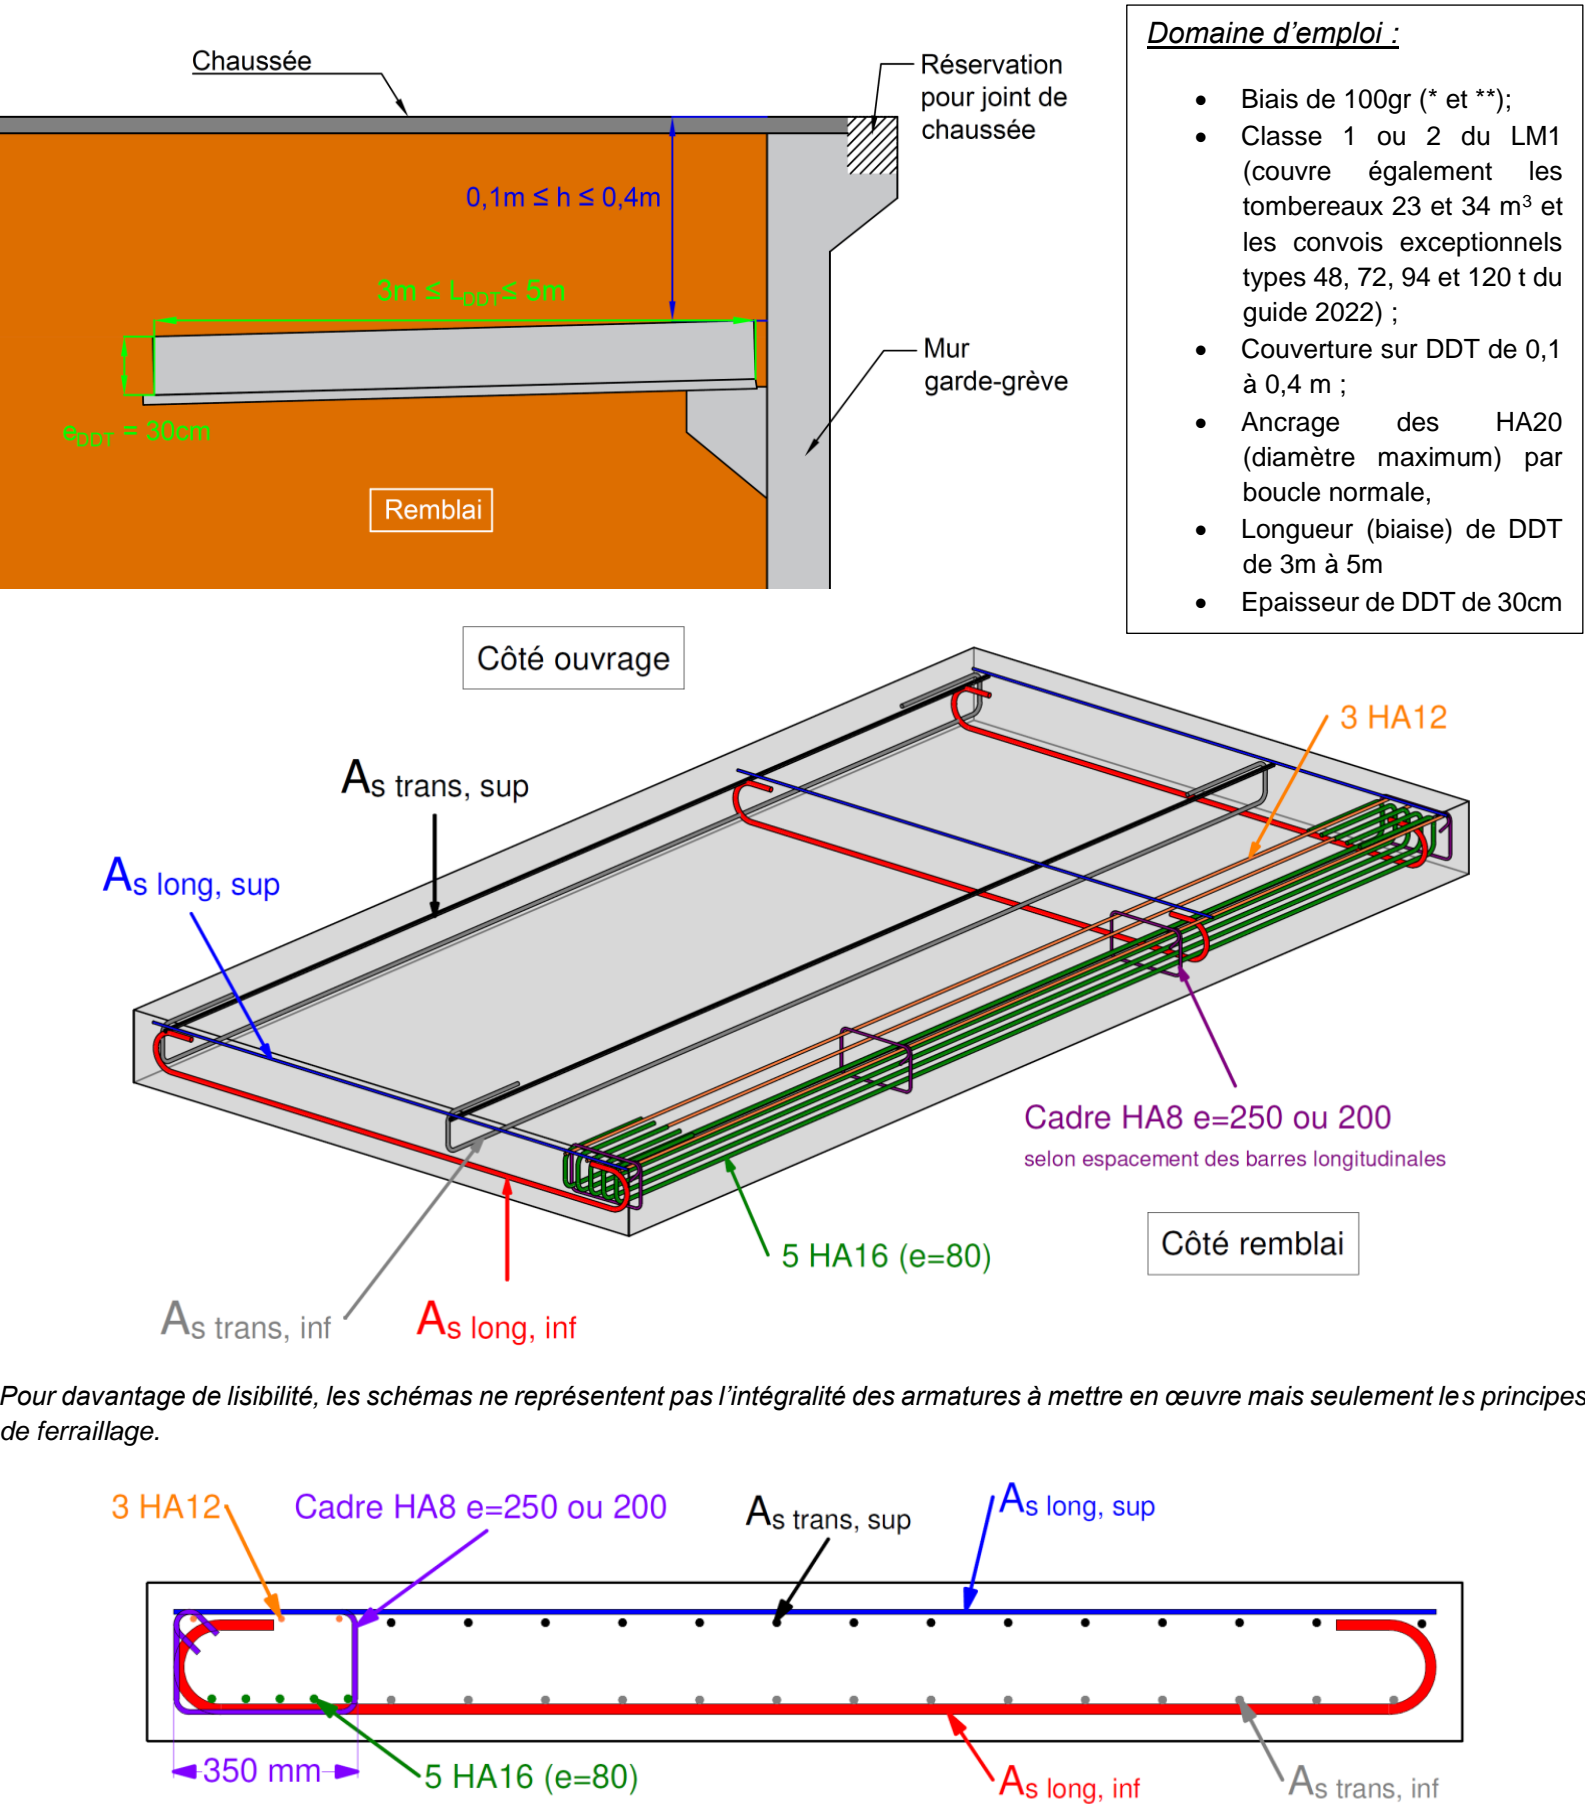 Chaussée
Réservation
pour joint de
chaussée
0,1m ≤ h ≤ 0,4m
3m ≤ LDDT≤ 5m
Mur
garde-grève
eDDT = 30cm
Remblai
Domaine d’emploi :
• Biais de 100gr (* et **);
• Classe 1 ou 2 du LM1
(couvre également les
tombereaux 23 et 34 m³ et
les convois exceptionnels
types 48, 72, 94 et 120 t du
guide 2022) ;
• Couverture sur DDT de 0,1
à 0,4 m ;
• Ancrage des HA20
(diamètre maximum) par
boucle normale,
• Longueur (biaise) de DDT
de 3m à 5m
• Epaisseur de DDT de 30cm
Côté ouvrage
3 HA12
As trans, sup
As long, sup
Cadre HA8 e=250 ou 200
selon espacement des barres longitudinales
5 HA16 (e=80)
Côté remblai
As trans, inf
As long, inf
Pour davantage de lisibilité, les schémas ne représentent pas l’intégralité des armatures à mettre en œuvre mais seulement les principes
de ferraillage.
3 HA12
Cadre HA8 e=250 ou 200
As trans, sup
As long, sup
350 mm
5 HA16 (e=80)
As long, inf
As trans, inf